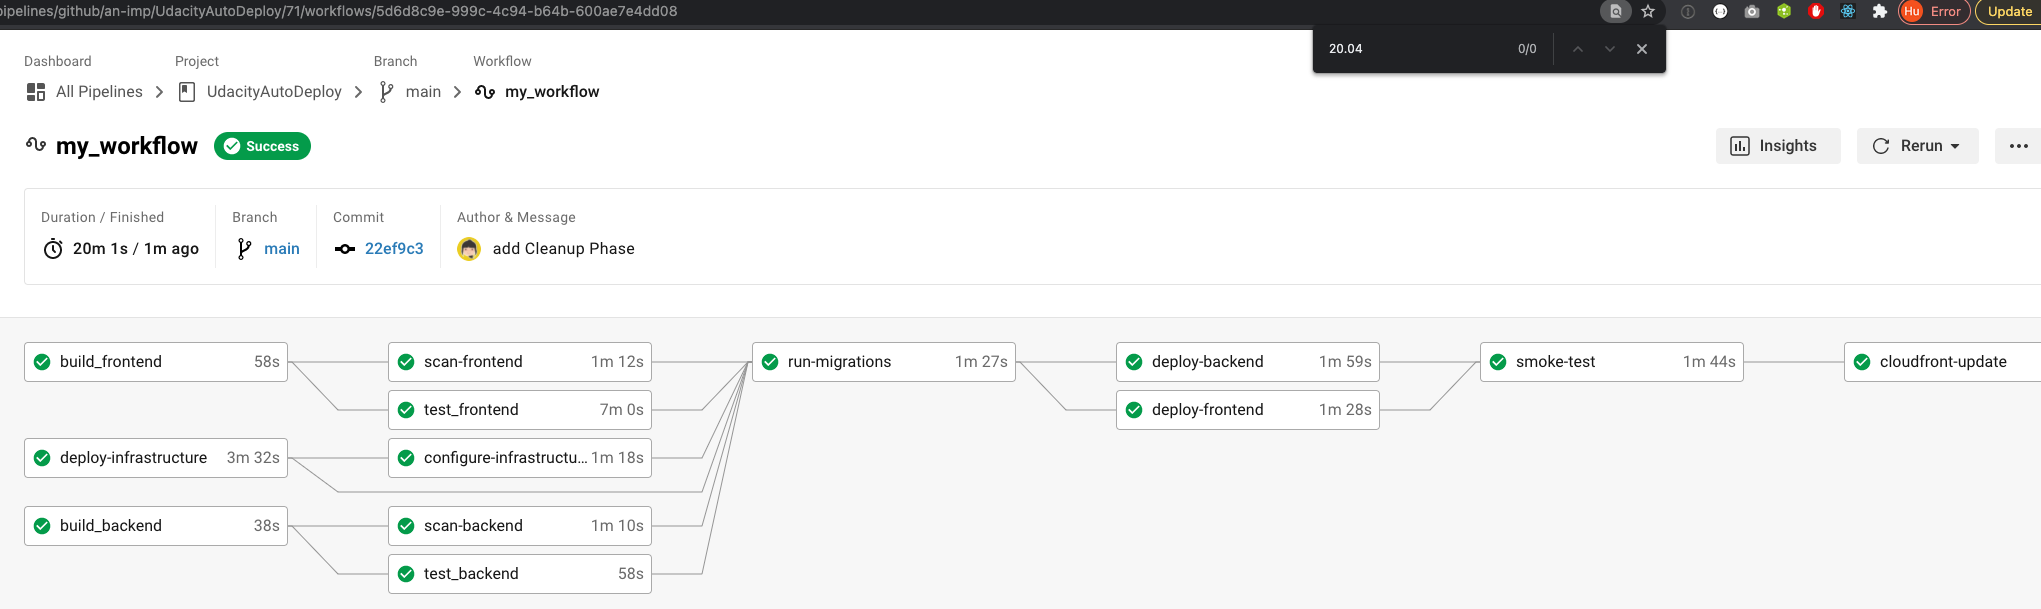 pipelines/github/an-imp/UdacityAutoDeploy/71/workflows/5d6d8c9e-999c-4c94-b64b-600ae7e4dd08
Hu Error Update
20.04 0/0
Dashboard Project Branch Workflow
All Pipelines UdacityAutoDeploy main my_workflow
my_workflow Success
Insights Rerun
Duration / Finished Branch Commit Author & Message
20m 1s / 1m ago main 22ef9c3 add Cleanup Phase
build_frontend 58s scan-frontend 1m 12s run-migrations 1m 27s deploy-backend 1m 59s smoke-test 1m 44s cloudfront-update
test_frontend 7m 0s deploy-frontend 1m 28s
deploy-infrastructure 3m 32s configure-infrastructu... 1m 18s
build_backend 38s scan-backend 1m 10s
test_backend 58s